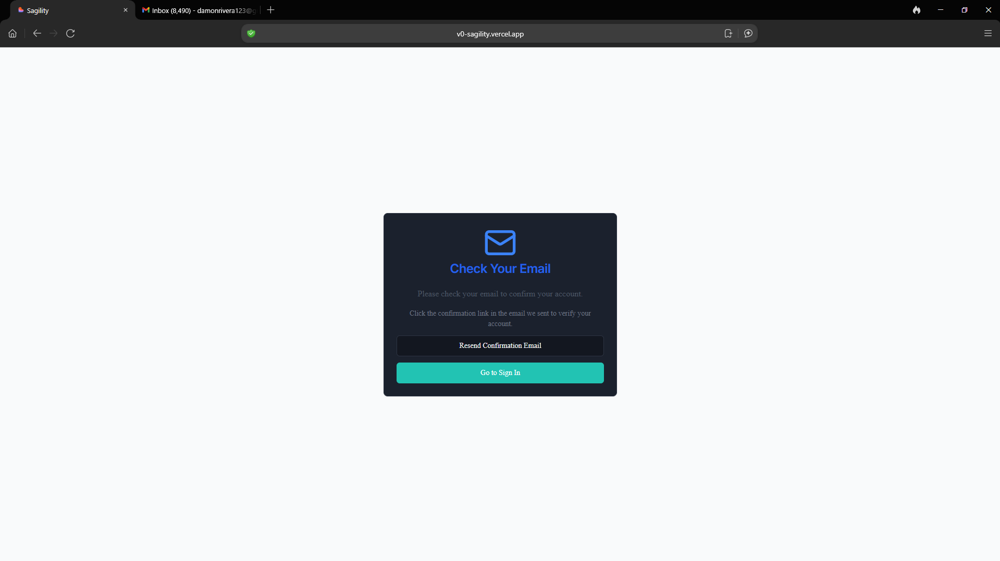 Sagility
Inbox (8,490) - damonrivera123@g
v0-sagility.vercel.app
Check Your Email
Please check your email to confirm your account.
Click the confirmation link in the email we sent to verify your
account.
Resend Confirmation Email
Go to Sign In